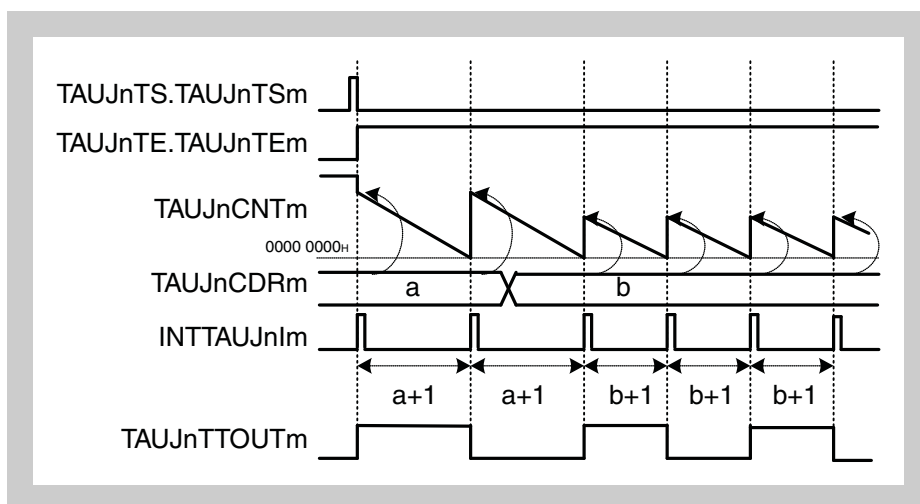 TAUJnTS.TAUJnTSm
TAUJnTE.TAUJnTEm
TAUJnCNTm
0000 0000H
TAUJnCDRm a b
INTTAUJnIm
a+1 a+1 b+1 b+1 b+1
TAUJnTTOUTm